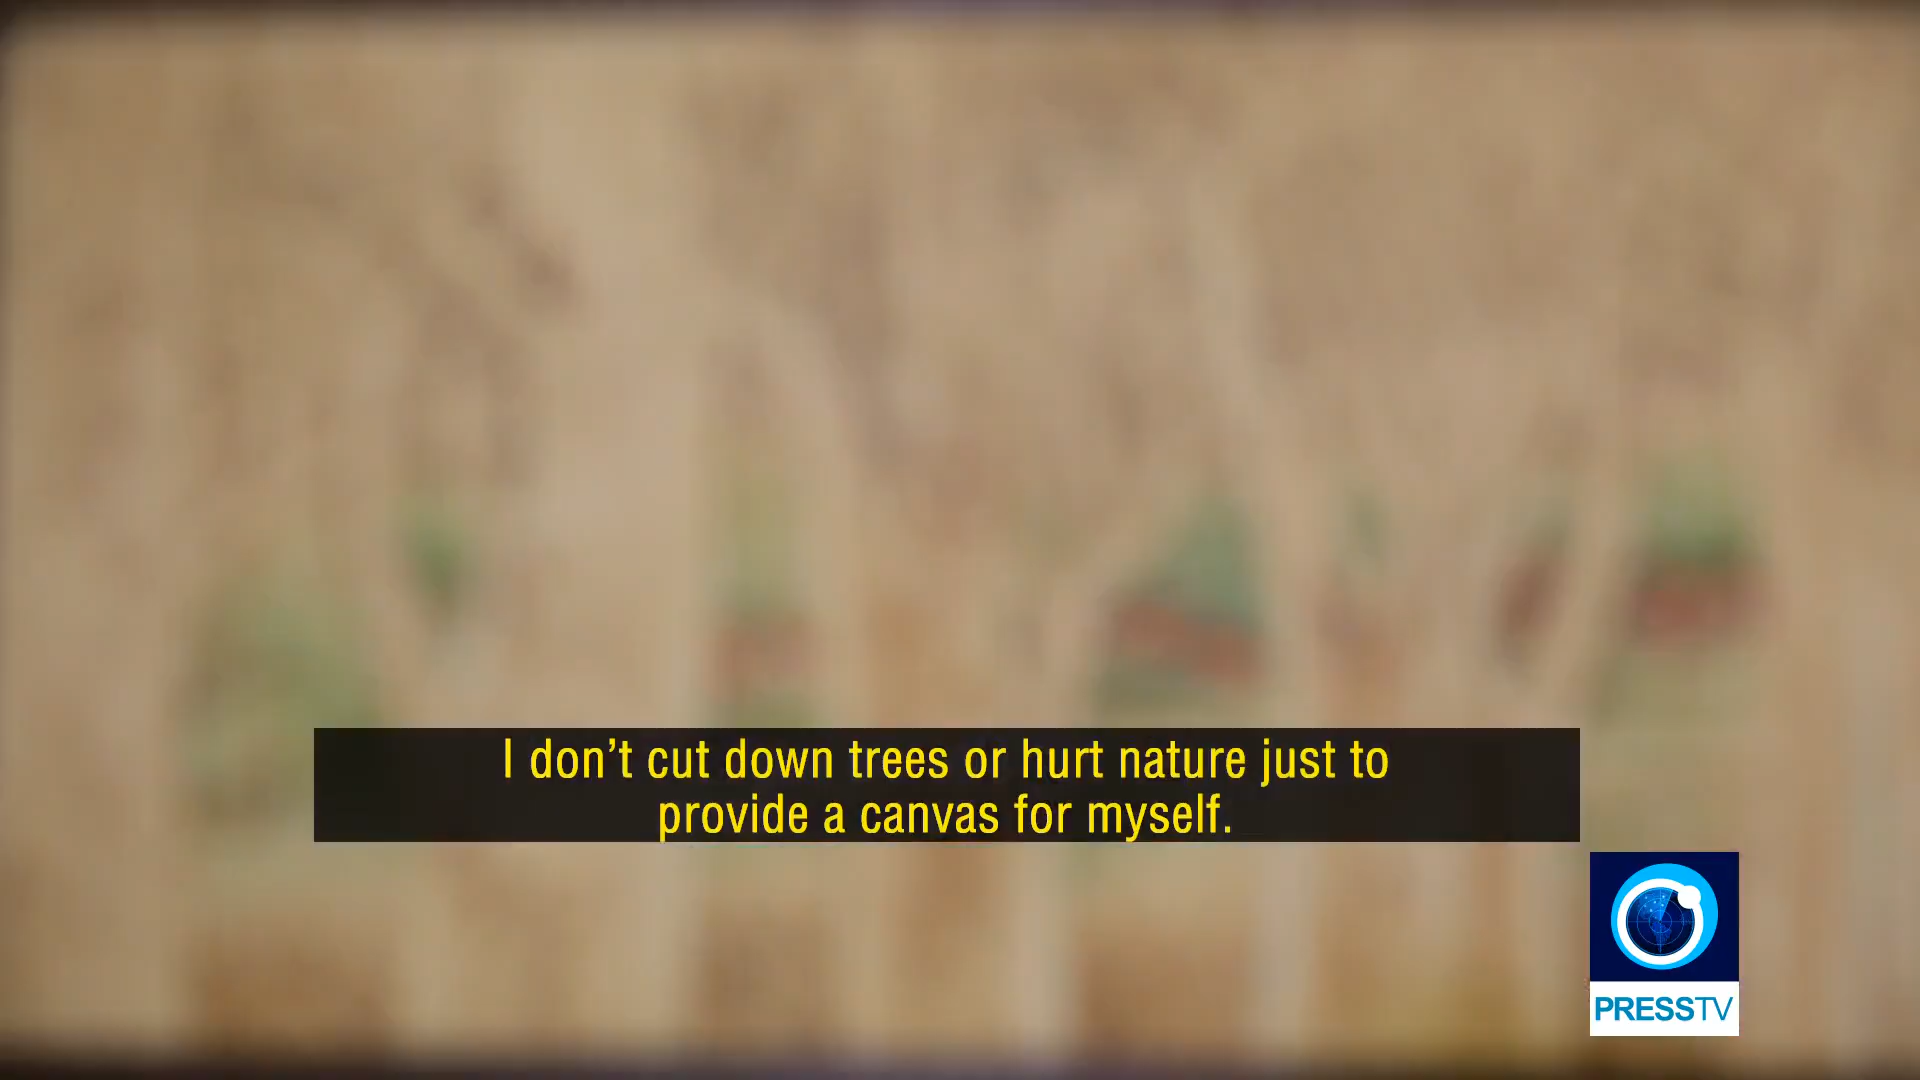 I don’t cut down trees or hurt nature just to
provide a canvas for myself.
PRESSTV